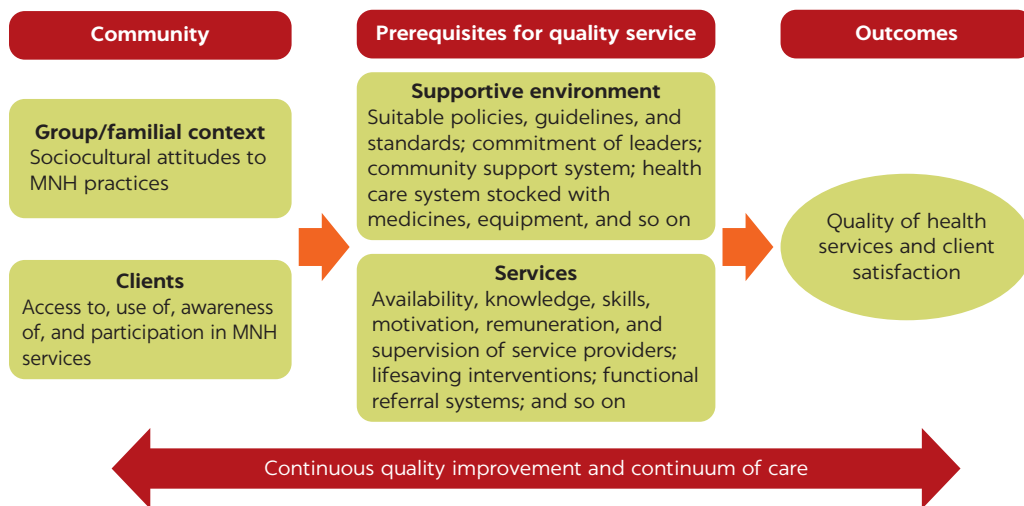 Community
Group/familial context
Sociocultural attitudes to
MNH practices
Clients
Access to, use of, awareness
of, and participation in MNH
services
Prerequisites for quality service
Supportive environment
Suitable policies, guidelines, and
standards; commitment of leaders;
community support system; health
care system stocked with
medicines, equipment, and so on
Services
Availability, knowledge, skills,
motivation, remuneration, and
supervision of service providers;
lifesaving interventions; functional
referral systems; and so on
Outcomes
Quality of health
services and client
satisfaction
Continuous quality improvement and continuum of care